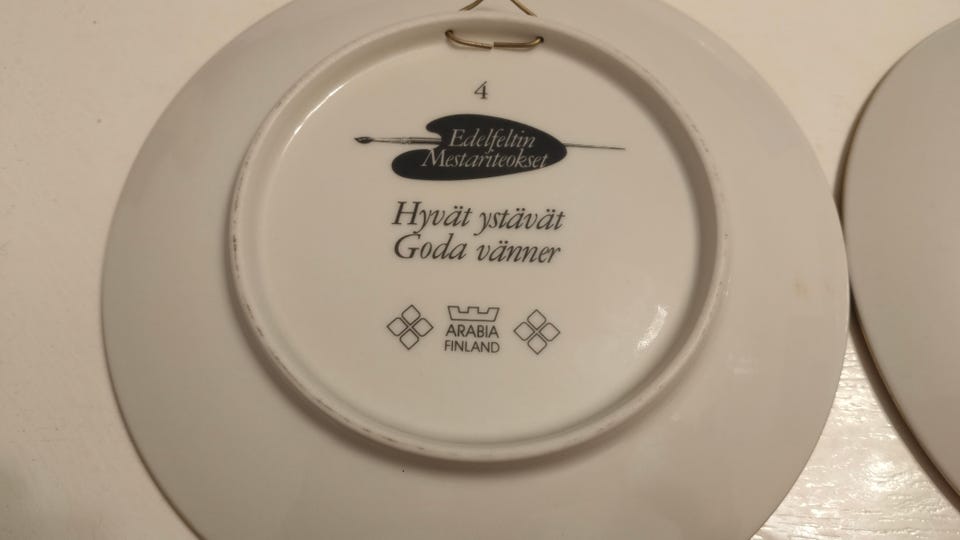 4
Edelfeltin
Mestariteokset
Hyvät ystävät
Goda vänner
ARABIA
FINLAND